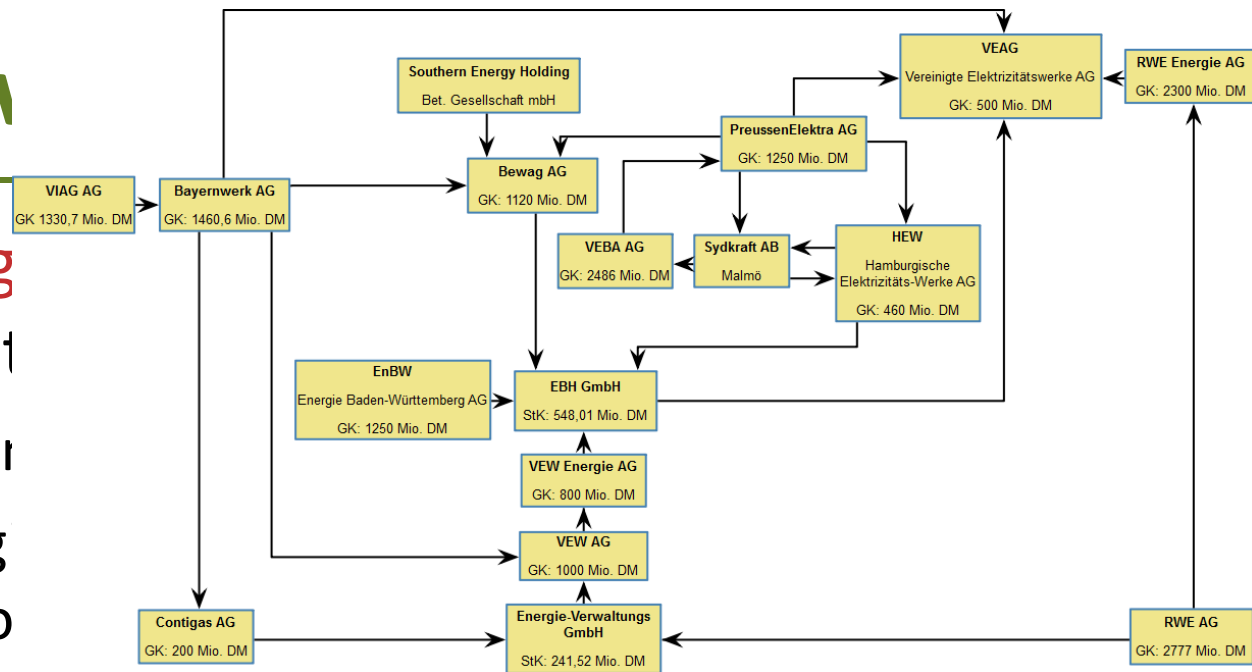 VEAG
Vereinigte Elektrizitätswerke AG
GK: 500 Mio. DM
RWE Energie AG
GK: 2300 Mio. DM
Southern Energy Holding
Bet. Gesellschaft mbH
PreussenElektra AG
GK: 1250 Mio. DM
Bewag AG
GK: 1120 Mio. DM
VIAG AG
GK 1330,7 Mio. DM
Bayernwerk AG
GK: 1460,6 Mio. DM
VEBA AG
GK: 2486 Mio. DM
Sydkraft AB
Malmö
HEW
Hamburgische
Elektrizitäts-Werke AG
GK: 460 Mio. DM
EnBW
Energie Baden-Württemberg AG
GK: 1250 Mio. DM
EBH GmbH
StK: 548,01 Mio. DM
VEW Energie AG
GK: 800 Mio. DM
VEW AG
GK: 1000 Mio. DM
Contigas AG
GK: 200 Mio. DM
Energie-Verwaltungs
GmbH
StK: 241,52 Mio. DM
RWE AG
GK: 2777 Mio. DM